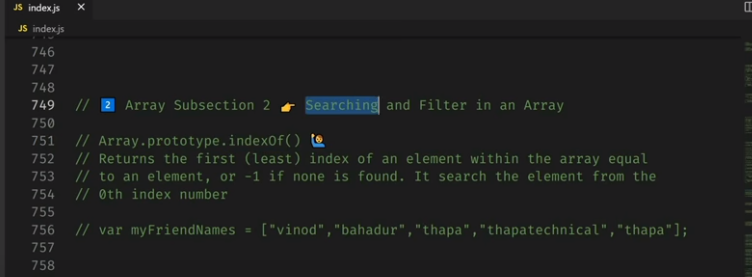 JS index.js ×
JS index.js
746
747
748
749 // 2️⃣ Array Subsection 2 👉 Searching and Filter in an Array
750
751 // Array.prototype.indexOf() 🙋
752 // Returns the first (least) index of an element within the array equal
753 // to an element, or -1 if none is found. It search the element from the
754 // 0th index number
755
756 // var myFriendNames = ["vinod","bahadur","thapa","thapatechnical","thapa"];
757
758